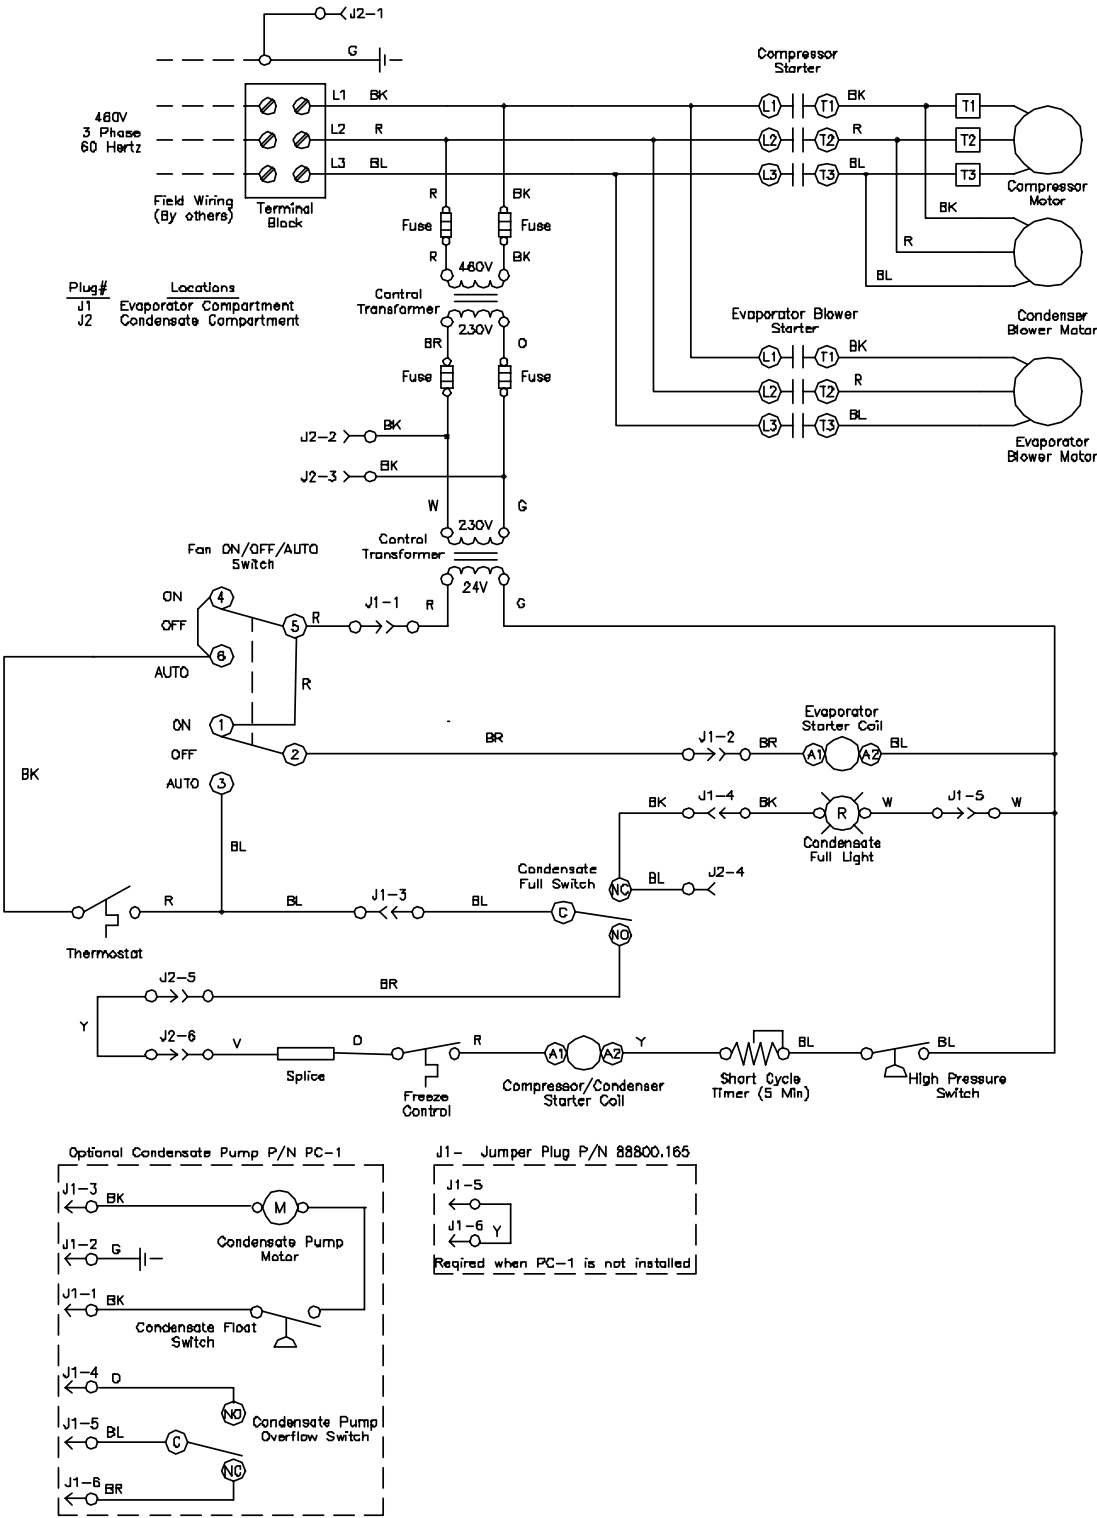 J2-1
G
Compressor
Starter
L1 BK
L1 T1 BK T1
460V
3 Phase
60 Hertz
L2 R
L2 T2 R T2
L3 BL
L3 T3 BL T3
Compressor
Motor
Field Wiring
(By others)
Terminal
Block
R BK
BK
Fuse Fuse
R
R BK
BL
460V
Plug# Locations
J1 Evaporator Compartment
J2 Condensate Compartment
Control
Transformer
230V
Condenser
Blower Motor
Evaporator Blower
Starter
BR O
L1 T1 BK
Fuse Fuse
L2 T2 R
L3 T3 BL
Evaporator
Blower Motor
J2-2 BK
J2-3 BK
W G
230V
Control
Transformer
24V
Fan ON/OFF/AUTO
Switch
ON 4
J1-1 R G
OFF 5 R
6
AUTO
R
ON 1
OFF 2 BR J1-2 BR A1 A2 BL
Evaporator
Starter Coil
BK
AUTO 3
BK J1-4 BK R W J1-5 W
Condensate
Full Light
BL
Condensate
Full Switch
NC BL J2-4
R BL J1-3 BL C
NO
Thermostat
J2-5 BR
Y
J2-6 V O R A1 A2 Y BL BL
Splice
Freeze
Control
Compressor/Condenser
Starter Coil
Short Cycle
Timer (5 Min)
High Pressure
Switch
Optional Condensate Pump P/N PC-1
J1-3 BK M
Condensate Pump
Motor
J1-2 G
J1-1 BK
Condensate Float
Switch
J1-4 O
NO
Condensate Pump
Overflow Switch
J1-5 BL C
NC
J1-6 BR
J1- Jumper Plug P/N 88800.165
J1-5
J1-6 Y
Reqired when PC-1 is not installed